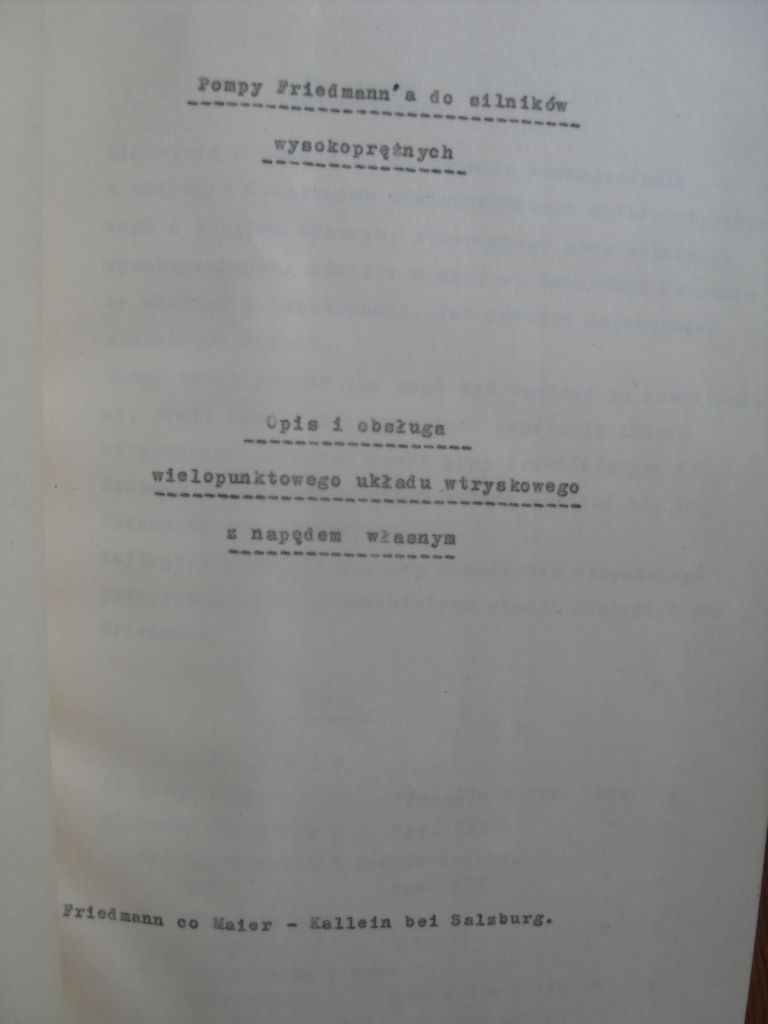 Pompy Friedmann'a do silników
wysokoprężnych
Opis i obsługa
wielopunktowego układu wtryskowego
z napędem własnym
Friedmann co Maier - Kallein bei Salzburg.